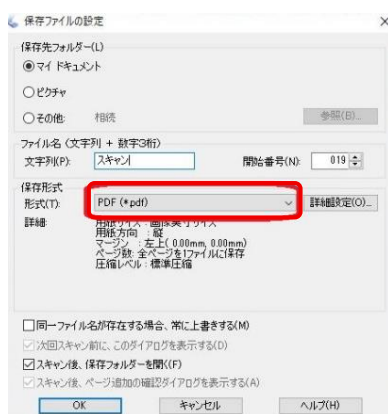 保存ファイルの設定
保存先フォルダー(L)
マイ ドキュメント
ピクチャ
その他: 相続 参照(B)...
ファイル名 (文字列 + 数字3桁)
文字列(P): スキャン 開始番号(N): 019
保存形式
形式(T): PDF (*.pdf) 詳細設定(O)...
詳細: 用紙サイズ : 画像実寸サイズ
用紙方向 : 縦
マージン : 左上( 0.00mm, 0.00mm)
ページ数: 全ページを1ファイルに保存
圧縮レベル : 標準圧縮
同一ファイル名が存在する場合、常に上書きする(M)
次回スキャン前に、このダイアログを表示する(D)
スキャン後、保存フォルダーを開く(F)
スキャン後、ページ追加の確認ダイアログを表示する(A)
OK キャンセル ヘルプ(H)